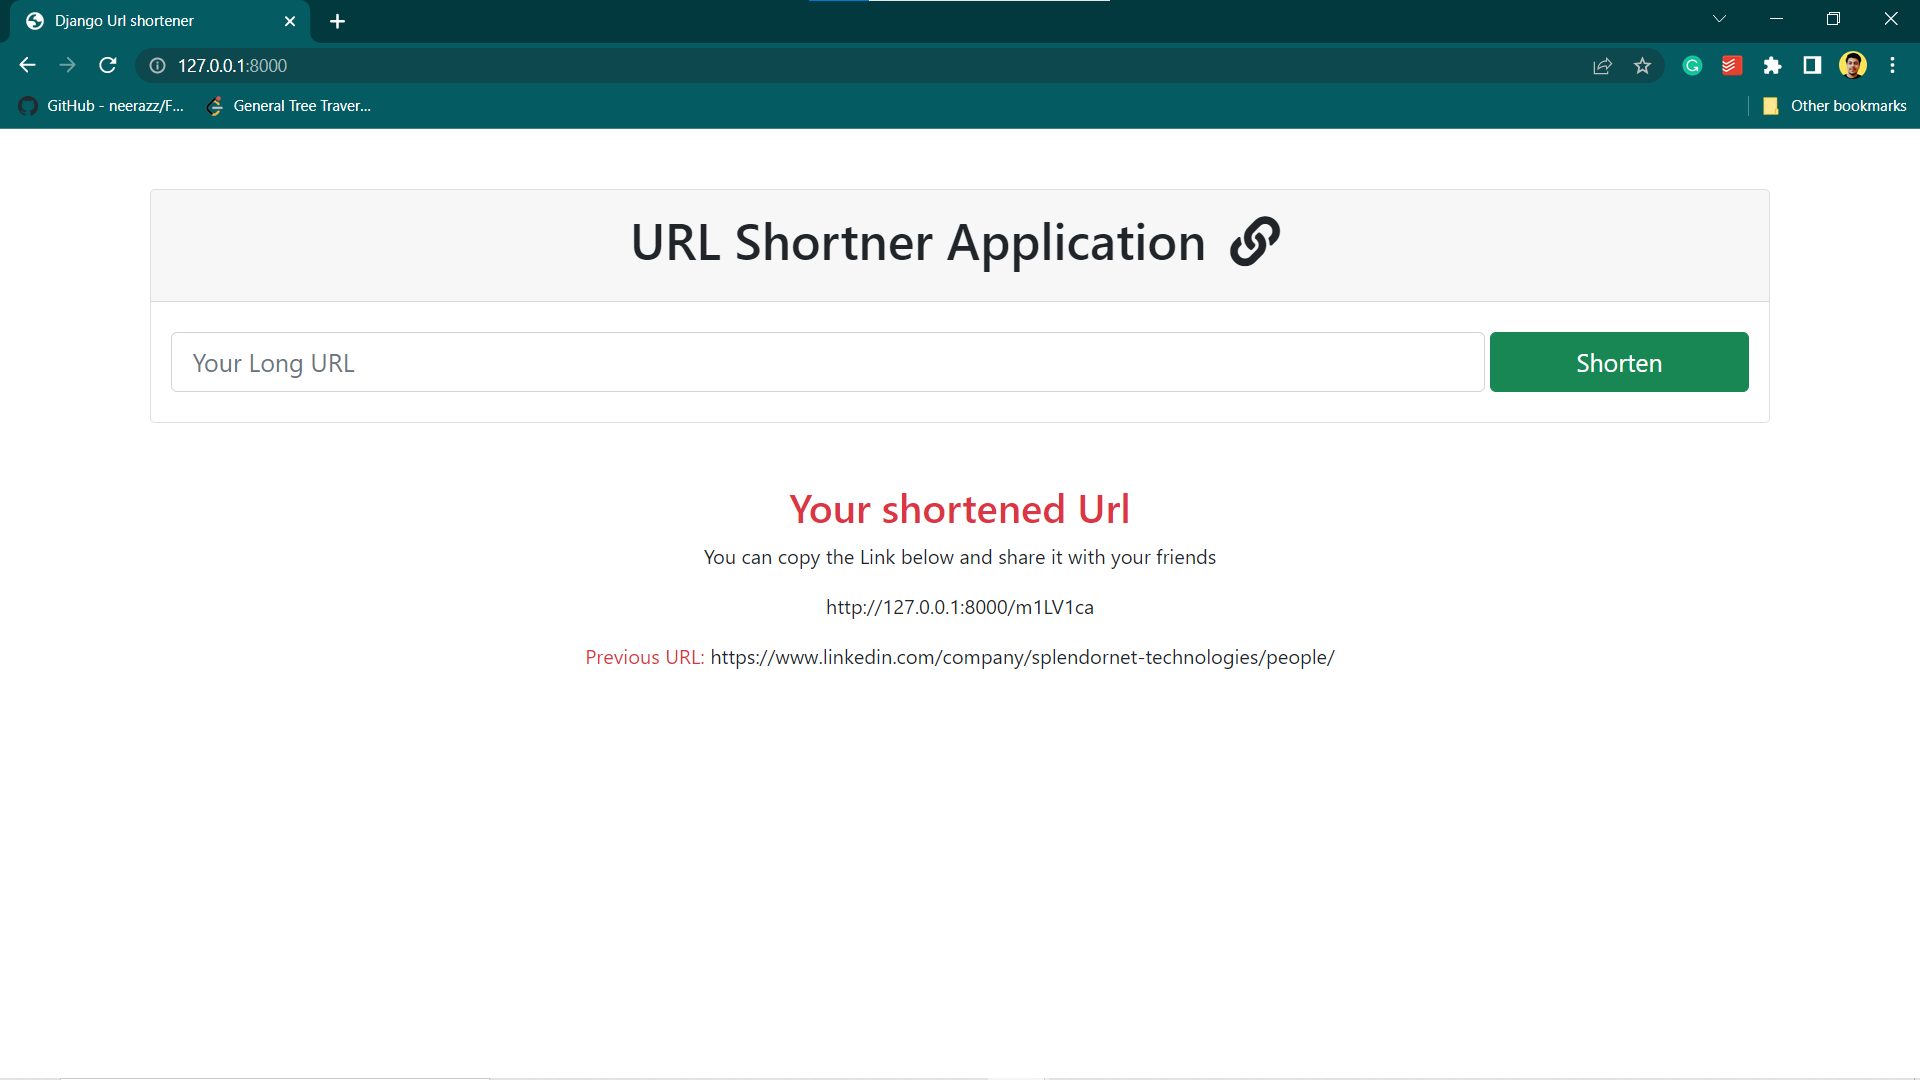 Django Url shortener
127.0.0.1:8000
GitHub - neerazz/F...
General Tree Traver...
Other bookmarks
URL Shortner Application
Your Long URL
Shorten
Your shortened Url
You can copy the Link below and share it with your friends
http://127.0.0.1:8000/m1LV1ca
Previous URL: https://www.linkedin.com/company/splendornet-technologies/people/